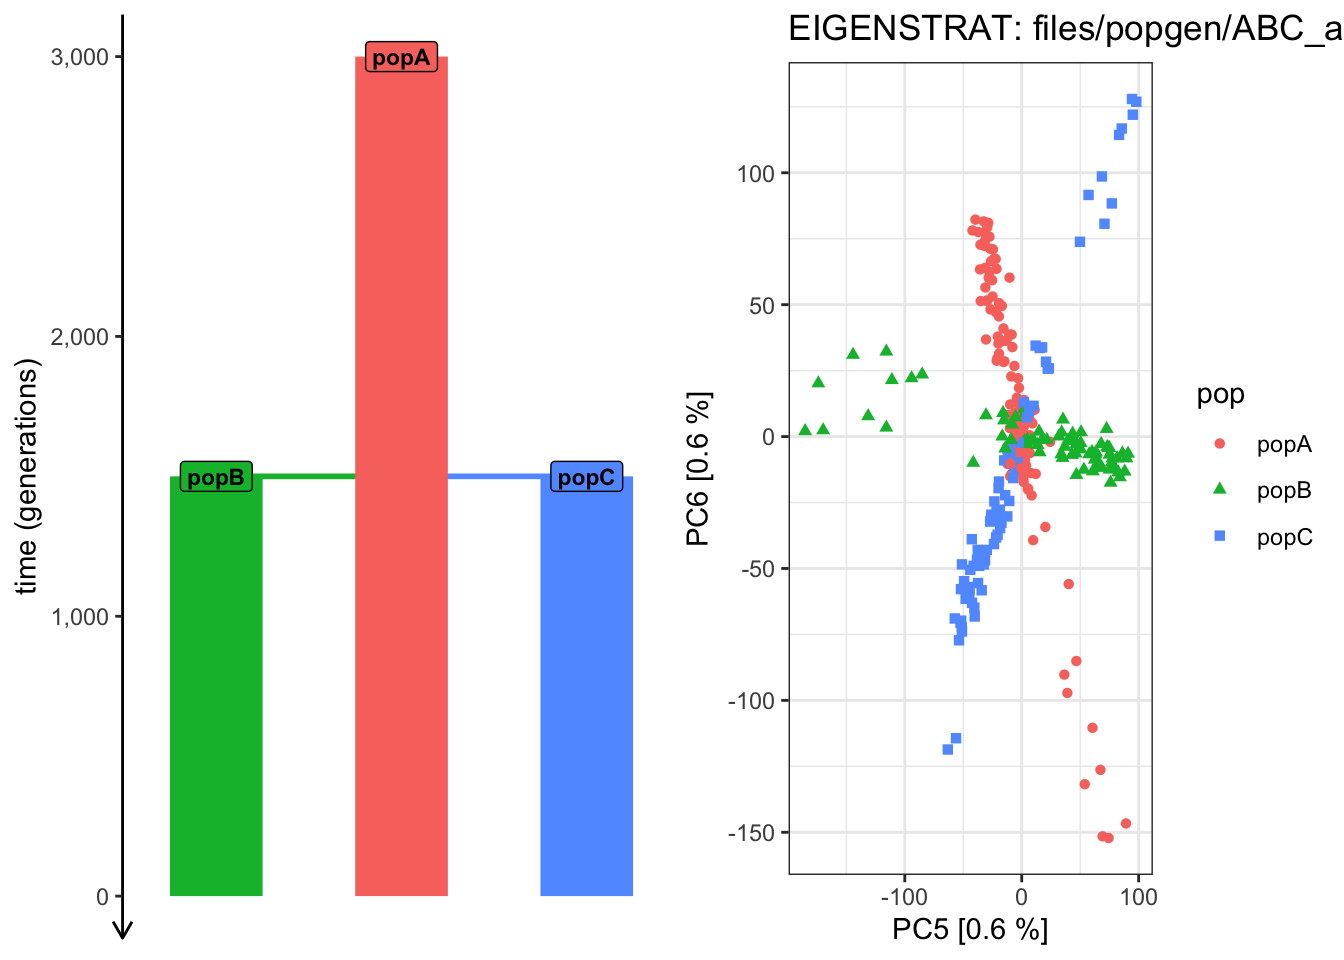 time (generations)
3,000
2,000
1,000
0
popA
popB
popC
EIGENSTRAT: files/popgen/ABC_a
PC6 [0.6 %]
100
50
0
-50
-100
-150
-100
0
100
PC5 [0.6 %]
pop
popA
popB
popC